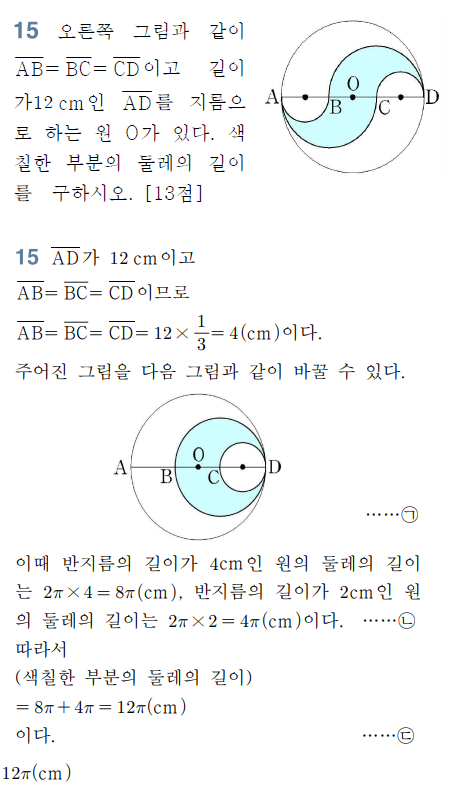 15 오른쪽 그림과 같이
AB=BC=CD이고 길이
가12 cm인 AD를 지름으
로 하는 원 O가 있다. 색
칠한 부분의 둘레의 길이
를 구하시오. [13점]
A B O C D
15 AD가 12 cm이고
AB=BC=CD이므로
AB=BC=CD=12×1/3=4(cm)이다.
주어진 그림을 다음 그림과 같이 바꿀 수 있다.
A B O C D
……㉠
이때 반지름의 길이가 4cm인 원의 둘레의 길이
는 2π×4=8π(cm), 반지름의 길이가 2cm인 원
의 둘레의 길이는 2π×2=4π(cm)이다. ……㉡
따라서
(색칠한 부분의 둘레의 길이)
=8π+4π=12π(cm)
이다. ……㉢
12π(cm)